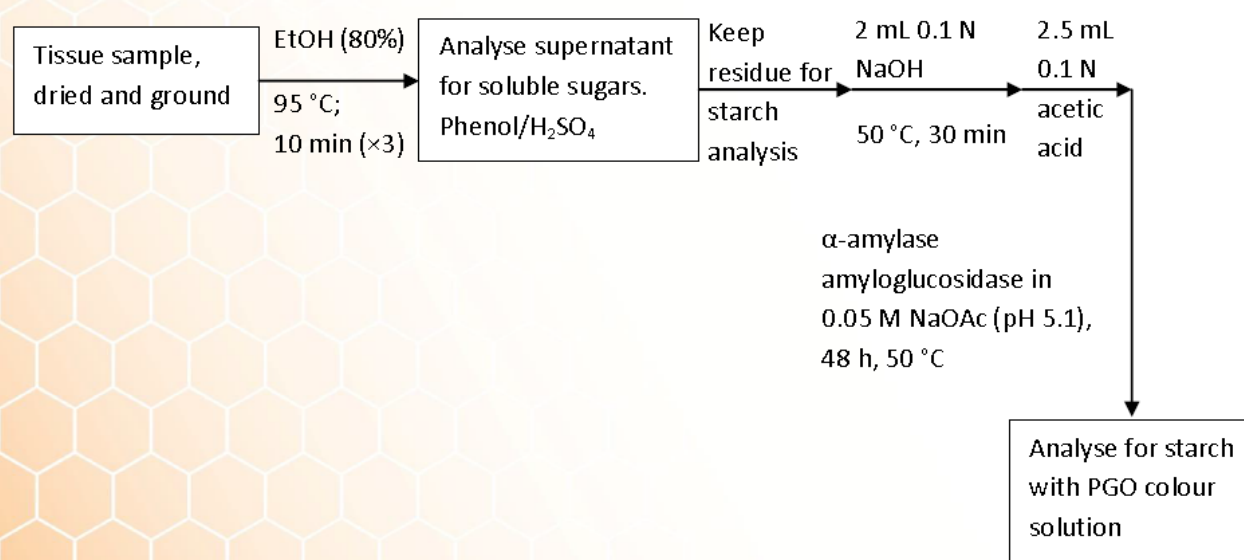 Tissue sample,
dried and ground
EtOH (80%)
95 °C;
10 min (×3)
Analyse supernatant
for soluble sugars.
Phenol/H₂SO₄
Keep
residue for
starch
analysis
2 mL 0.1 N
NaOH
50 °C, 30 min
2.5 mL
0.1 N
acetic
acid
α-amylase
amyloglucosidase in
0.05 M NaOAc (pH 5.1),
48 h, 50 °C
Analyse for starch
with PGO colour
solution